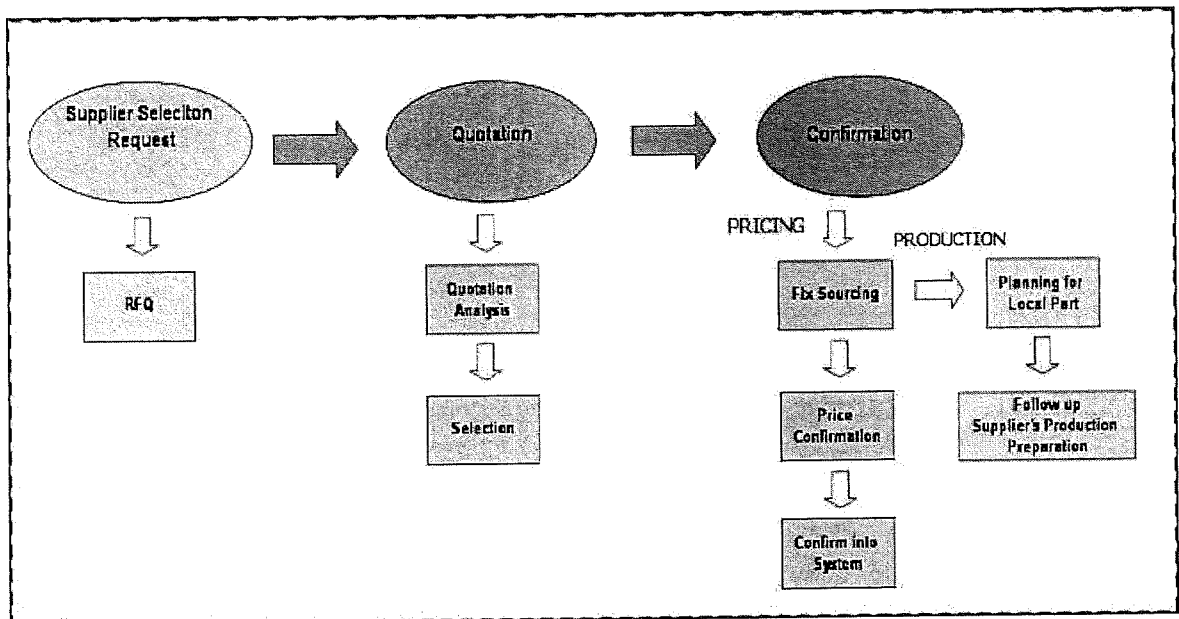 Supplier Seleciton
Request
Quotation
Confirmation
PRICING
PRODUCTION
RFQ
Quotation
Analysis
Fix Sourcing
Planning for
Local Part
Selection
Price
Confirmation
Follow up
Supplier's Production
Preparation
Confirm into
System